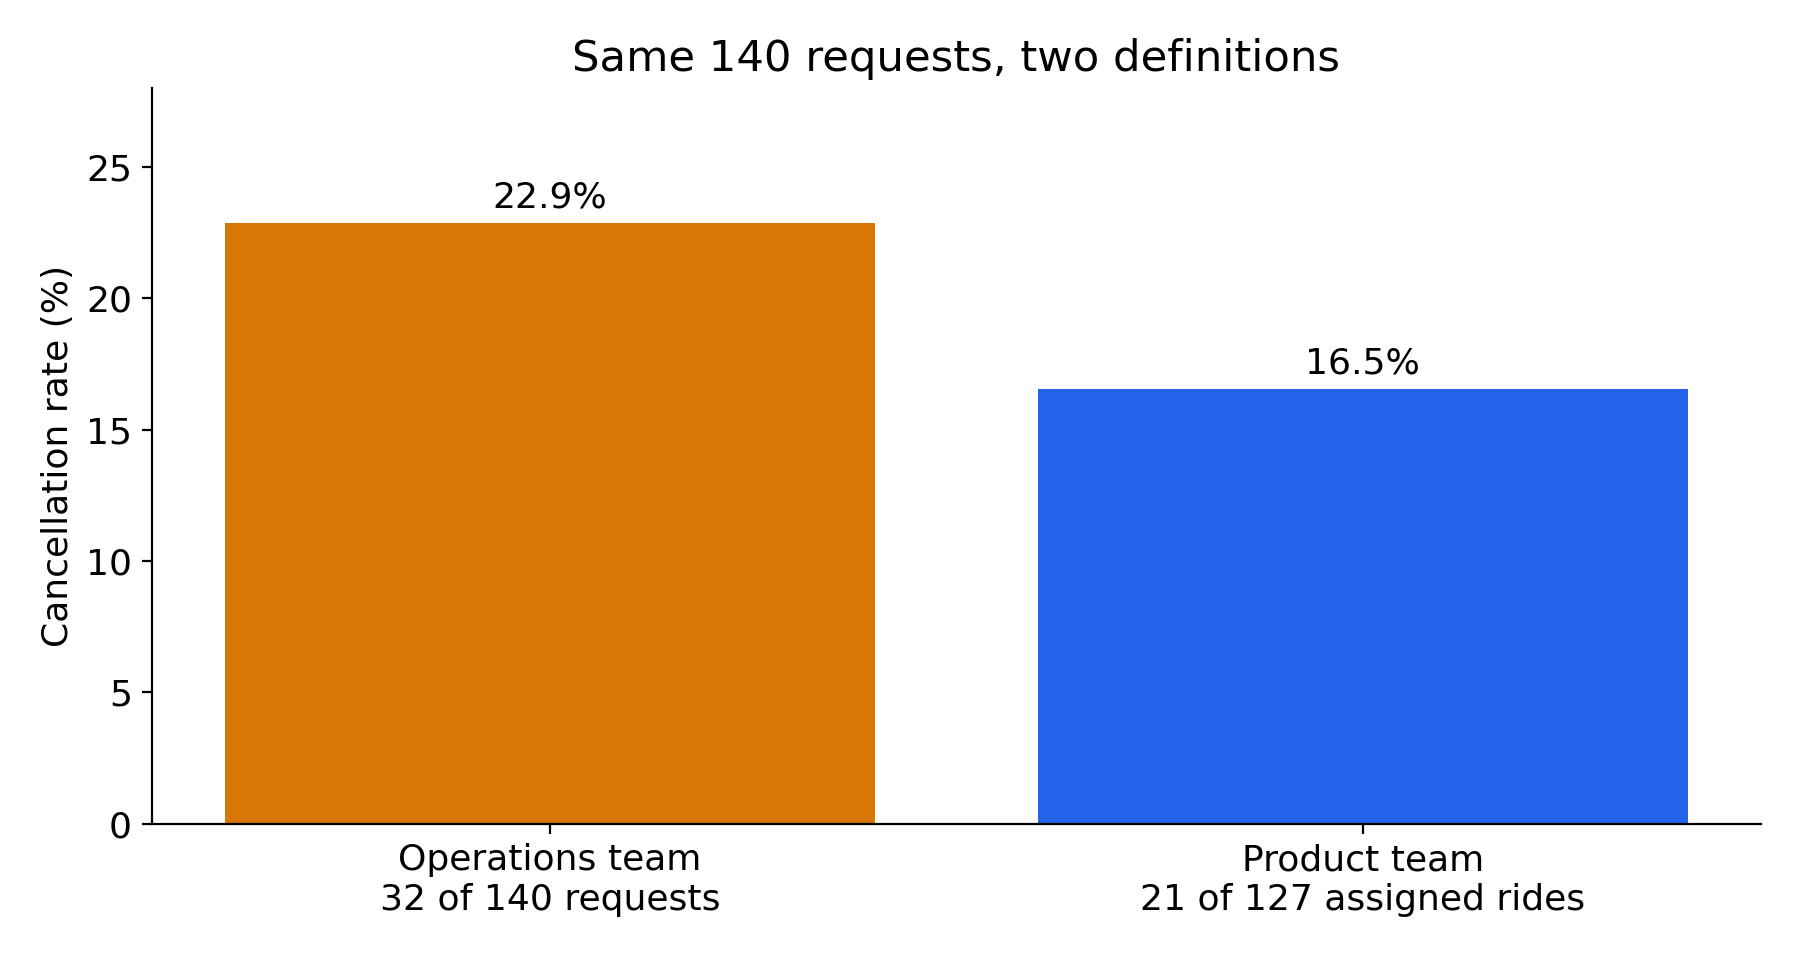 Same 140 requests, two definitions
Cancellation rate (%)
25
20
15
10
5
0
22.9%
16.5%
Operations team
32 of 140 requests
Product team
21 of 127 assigned rides